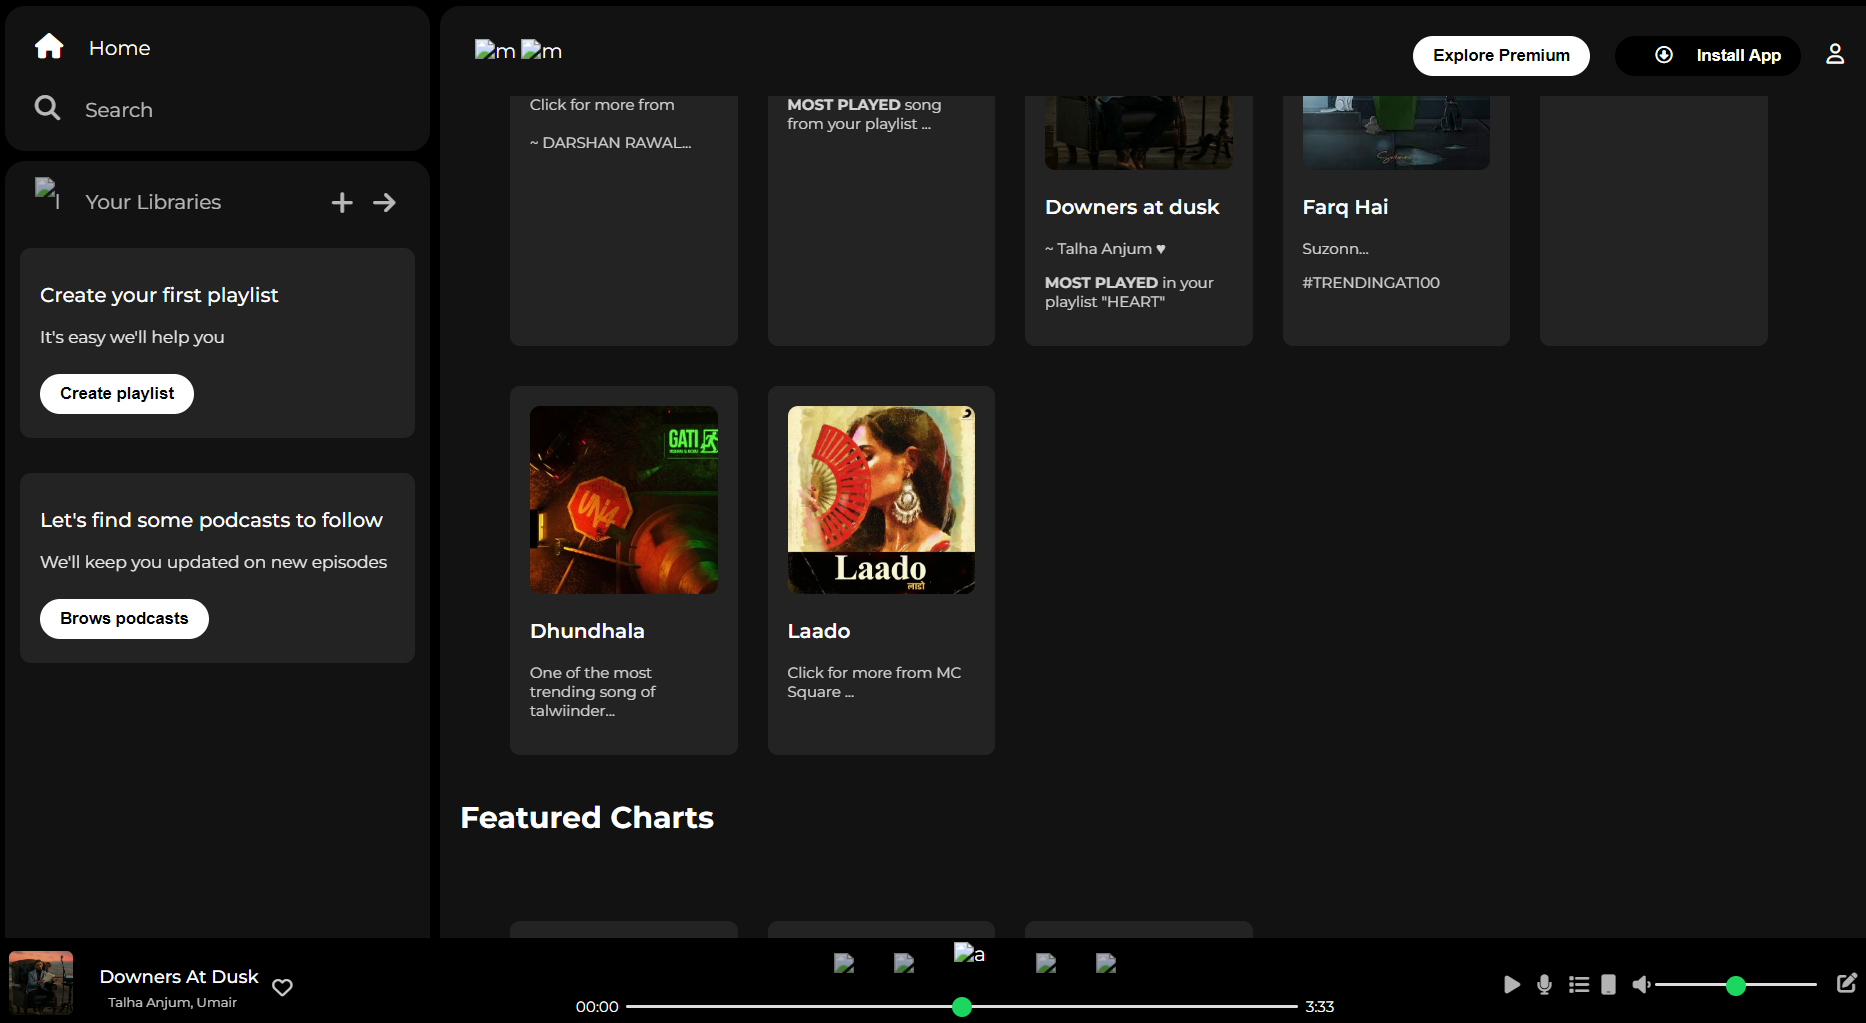 Home
Search
Your Libraries
Create your first playlist
It's easy we'll help you
Create playlist
Let's find some podcasts to follow
We'll keep you updated on new episodes
Brows podcasts
m m
Explore Premium
Install App
Click for more from
~ DARSHAN RAWAL...
MOST PLAYED song
from your playlist ...
Downers at dusk
~ Talha Anjum ♥
MOST PLAYED in your
playlist "HEART"
Farq Hai
Suzonn...
#TRENDINGAT100
GATI
UNA
Dhundhala
One of the most
trending song of
talwiinder...
Laado
लाडो
Laado
Click for more from MC
Square ...
Featured Charts
Downers At Dusk
Talha Anjum, Umair
a
00:00
3:33